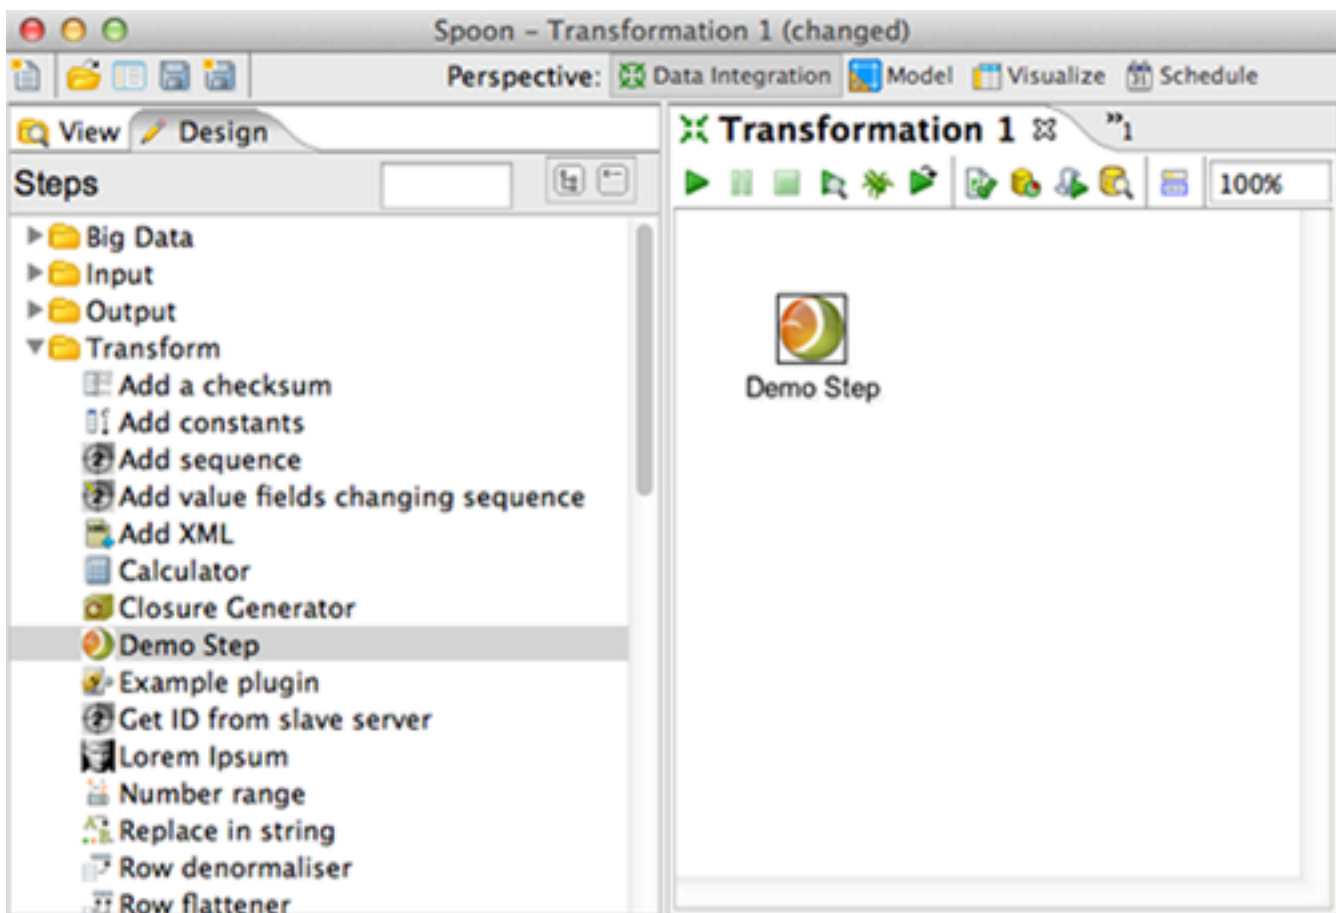 Spoon – Transformation 1 (changed)
Perspective: Data Integration Model Visualize Schedule
View Design
Transformation 1 »1
Steps
100%
Big Data
Input
Output
Transform
Add a checksum
Add constants
Add sequence
Add value fields changing sequence
Add XML
Calculator
Closure Generator
Demo Step
Example plugin
Get ID from slave server
Lorem Ipsum
Number range
Replace in string
Row denormaliser
Row flattener
Demo Step